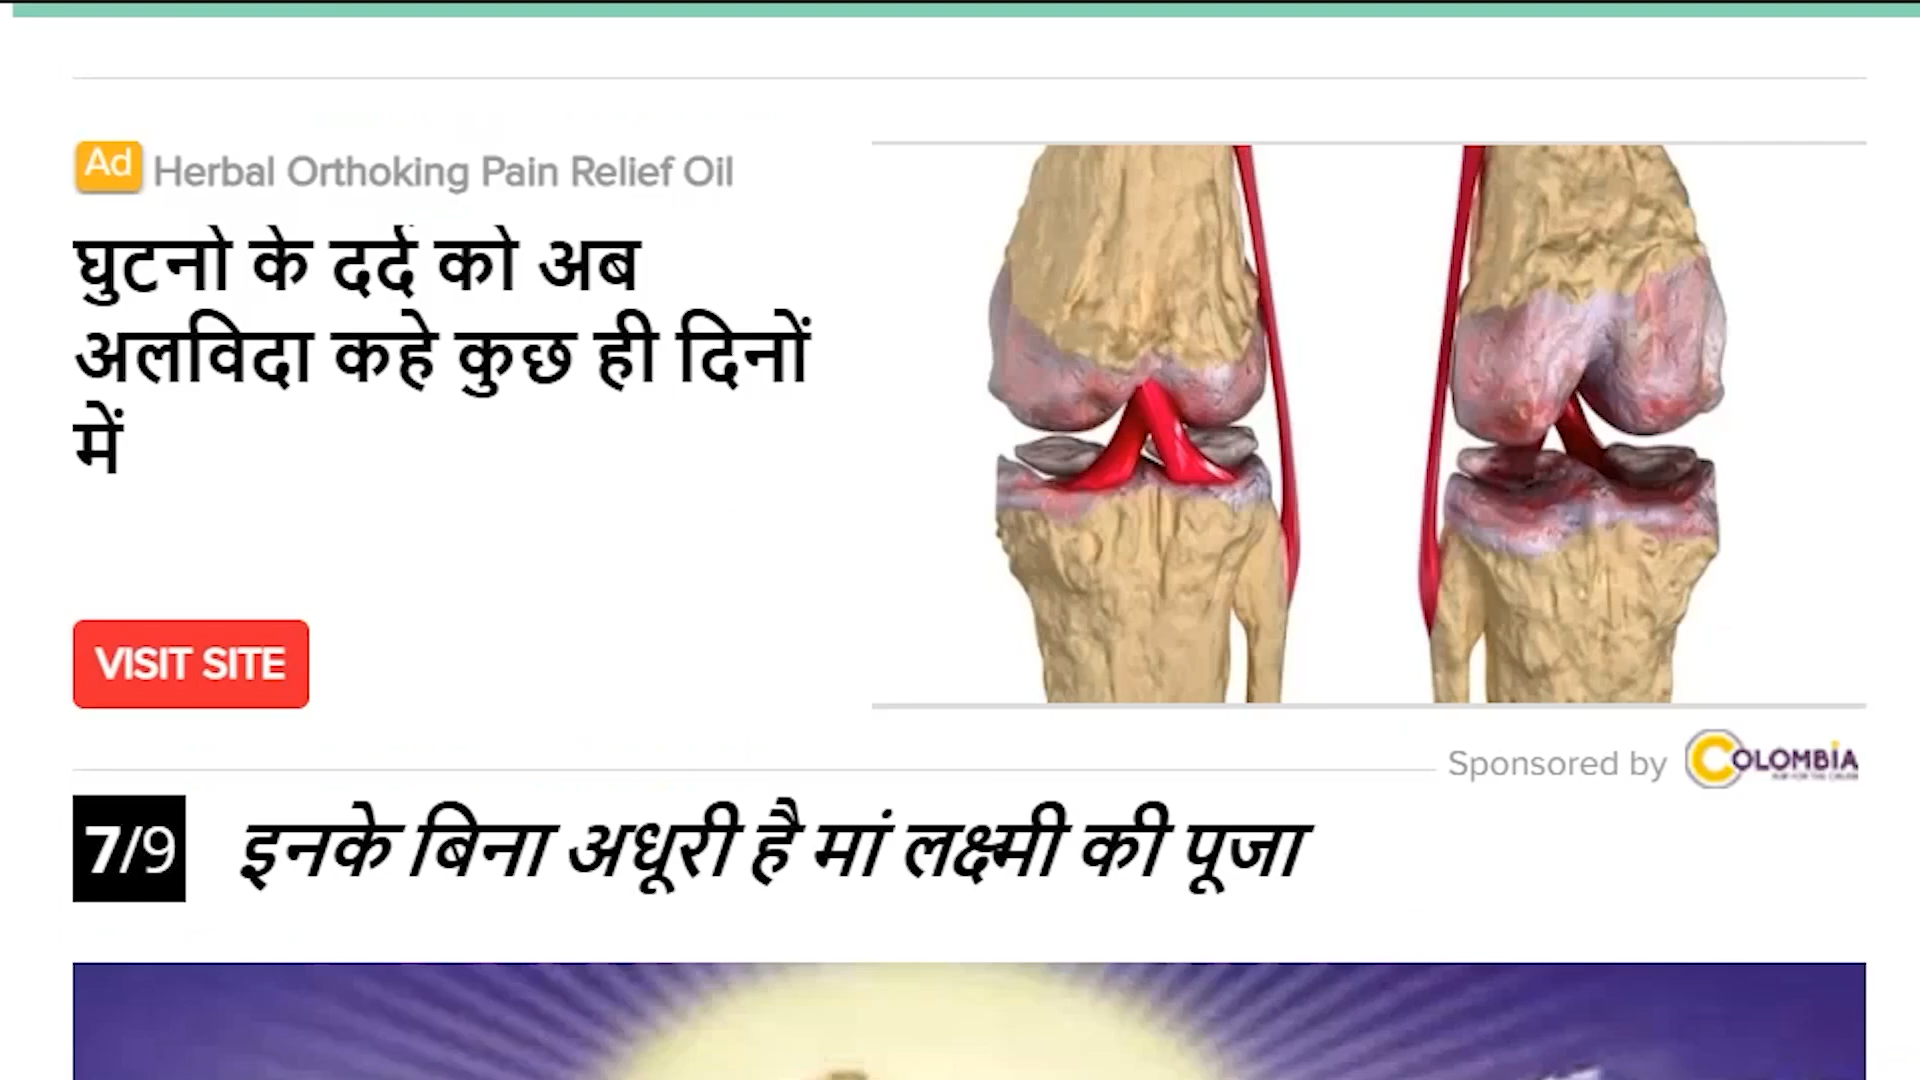 Ad Herbal Orthoking Pain Relief Oil
घुटनो के दर्द को अब
अलविदा कहे कुछ ही दिनों
में
VISIT SITE
Sponsored by COLOMBIA
7/9 इनके बिना अधूरी है मां लक्ष्मी की पूजा